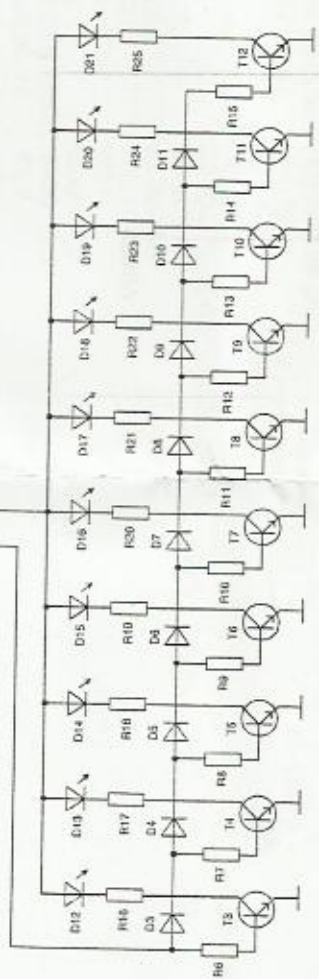 D12 D13 D14 D15 D16 D17 D18 D19 D20 D21
R16 R17 R18 R19 R20 R21 R22 R23 R24 R25
D3 D4 D5 D6 D7 D8 D9 D10 D11
R6 R7 R8 R9 R10 R11 R12 R13 R14 R15
T3 T4 T5 T6 T7 T8 T9 T10 T11 T12